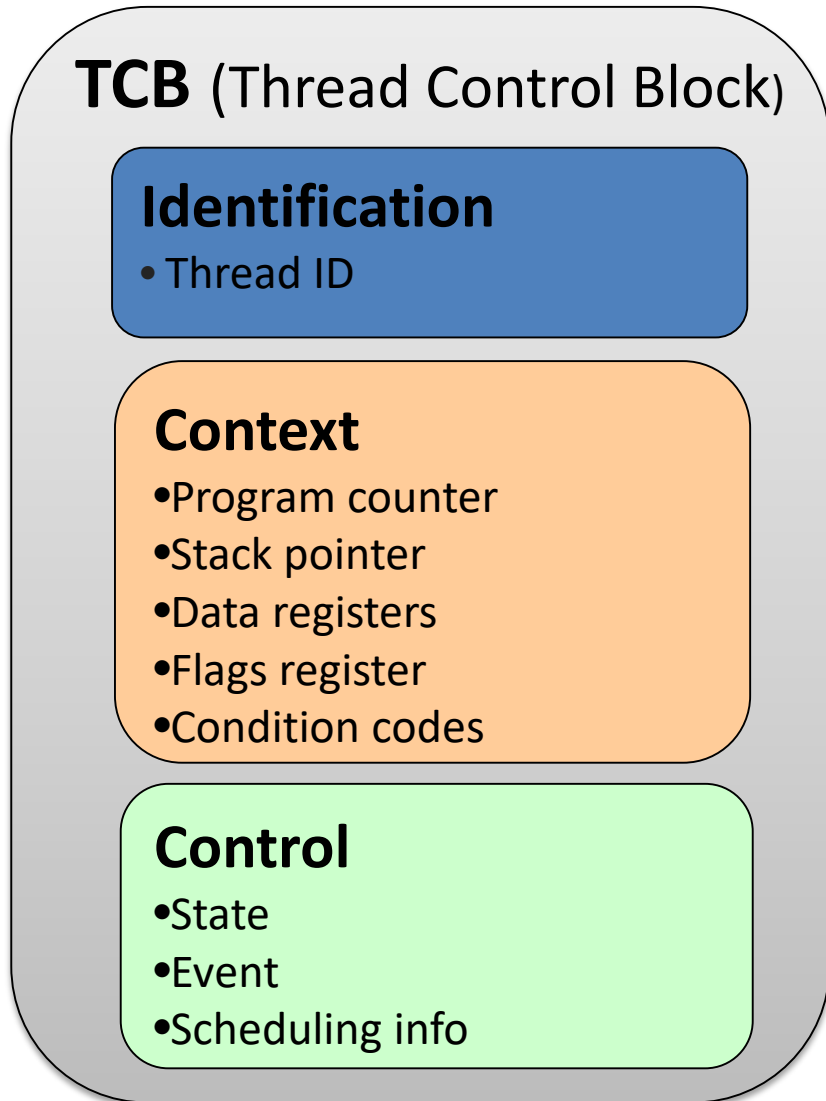 TCB (Thread Control Block)
Identification
• Thread ID
Context
•Program counter
•Stack pointer
•Data registers
•Flags register
•Condition codes
Control
•State
•Event
•Scheduling info